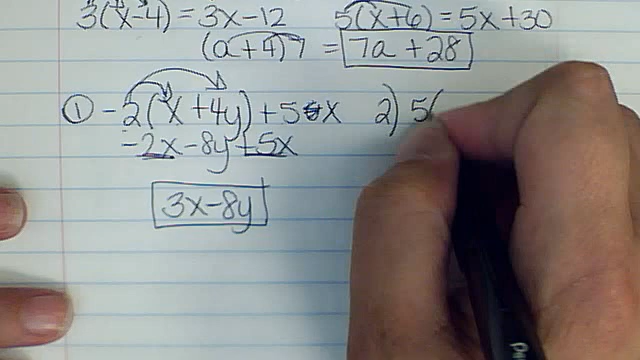 3(x-4) = 3x-12 5(x+6) = 5x+30
(a+4)7 = 7a+28
① -2(x+4y)+5x 2) 5(
-2x-8y+5x
3x-8y